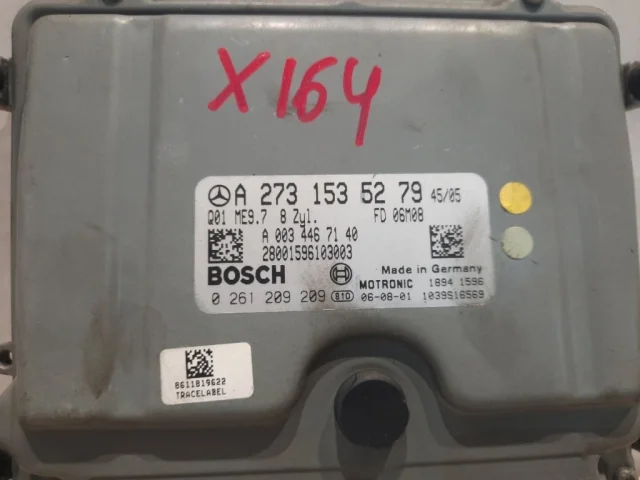 X164
A 273 153 52 79 45/05
Q01 ME9.7 8 Zyl. FD 06M08
A 003 446 71 40
28001596103003
BOSCH
Made in Germany
MOTRONIC 1894 1596
0 261 209 209 810 06-08-01 1039S16569
8611819622
TRACELABEL